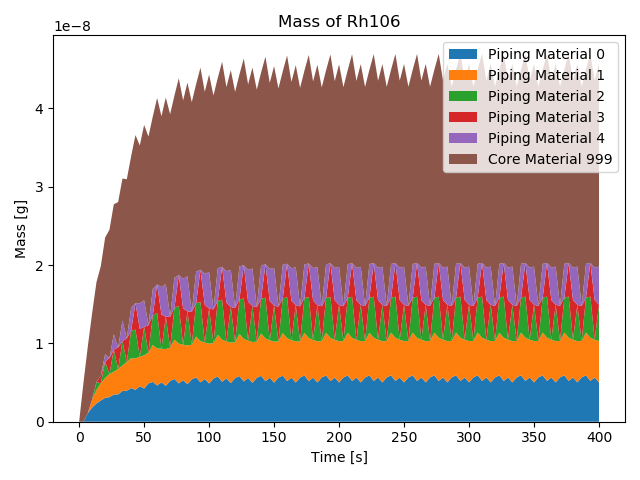 Mass of Rh106
1e−8
Mass [g]
4
3
2
1
0
Piping Material 0
Piping Material 1
Piping Material 2
Piping Material 3
Piping Material 4
Core Material 999
0 50 100 150 200 250 300 350 400
Time [s]